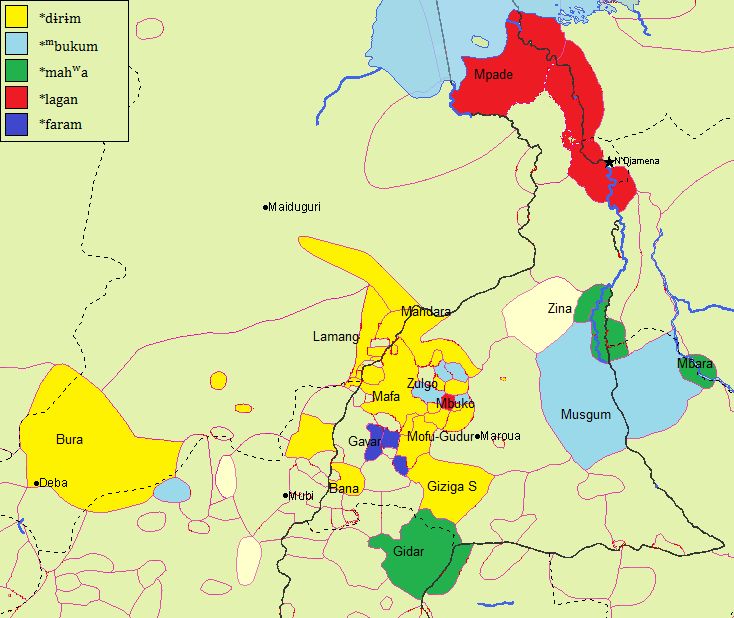 *dɨrɨm
*ᵐbukum
*mahʷa
*lagan
*faram
Mpade
N'Djamena
Maiduguri
Zina
Mandara
Lamang
Mbara
Zulgo
Mafa
Mbuko
Musgum
Bura
Gavar
Mofu-Gudur
Maroua
Deba
Bana
Giziga S
Mubi
Gidar